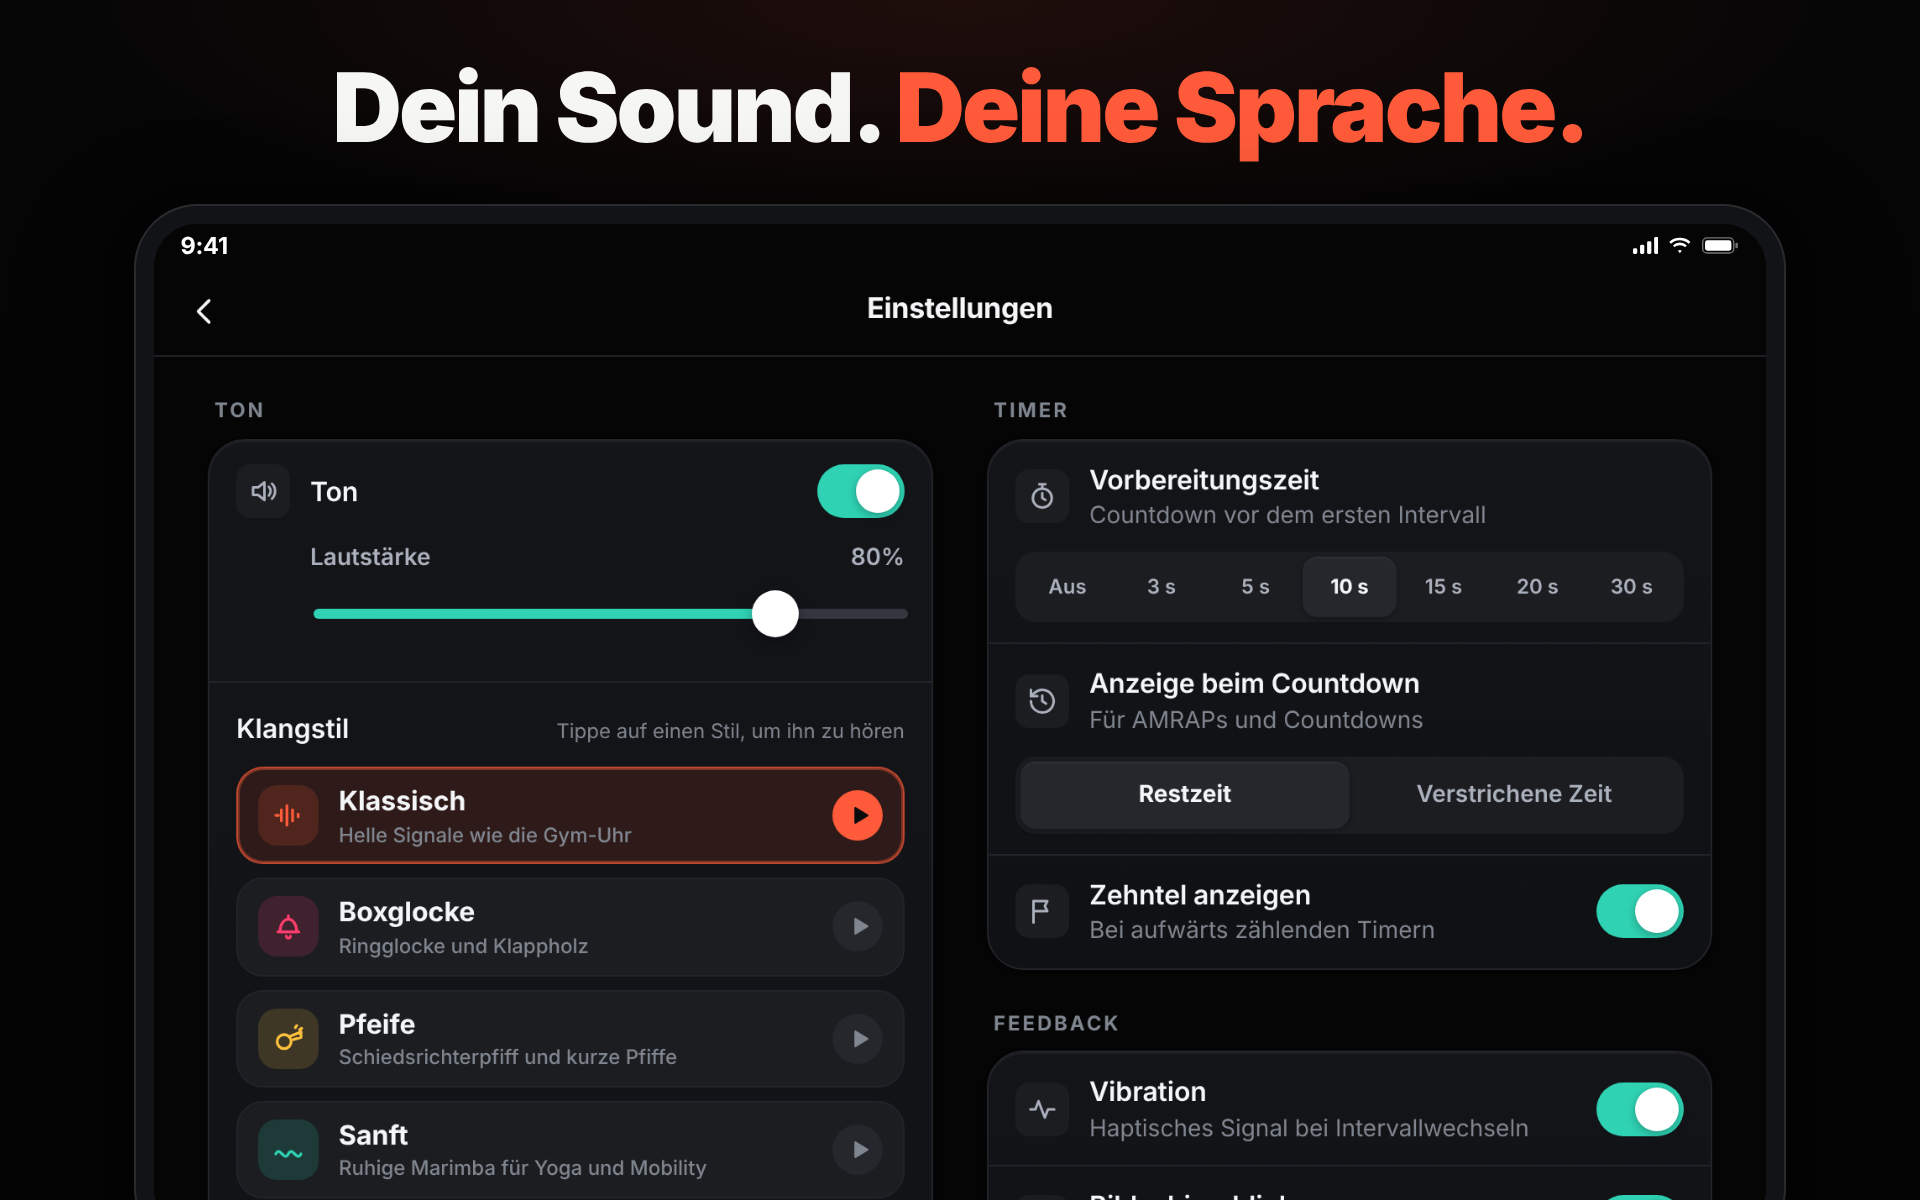 Dein Sound. Deine Sprache.
9:41
Einstellungen
TON
Ton
Lautstärke 80%
Klangstil Tippe auf einen Stil, um ihn zu hören
Klassisch
Helle Signale wie die Gym-Uhr
Boxglocke
Ringglocke und Klappholz
Pfeife
Schiedsrichterpfiff und kurze Pfiffe
Sanft
Ruhige Marimba für Yoga und Mobility
TIMER
Vorbereitungszeit
Countdown vor dem ersten Intervall
Aus 3 s 5 s 10 s 15 s 20 s 30 s
Anzeige beim Countdown
Für AMRAPs und Countdowns
Restzeit Verstrichene Zeit
Zehntel anzeigen
Bei aufwärts zählenden Timern
FEEDBACK
Vibration
Haptisches Signal bei Intervallwechseln